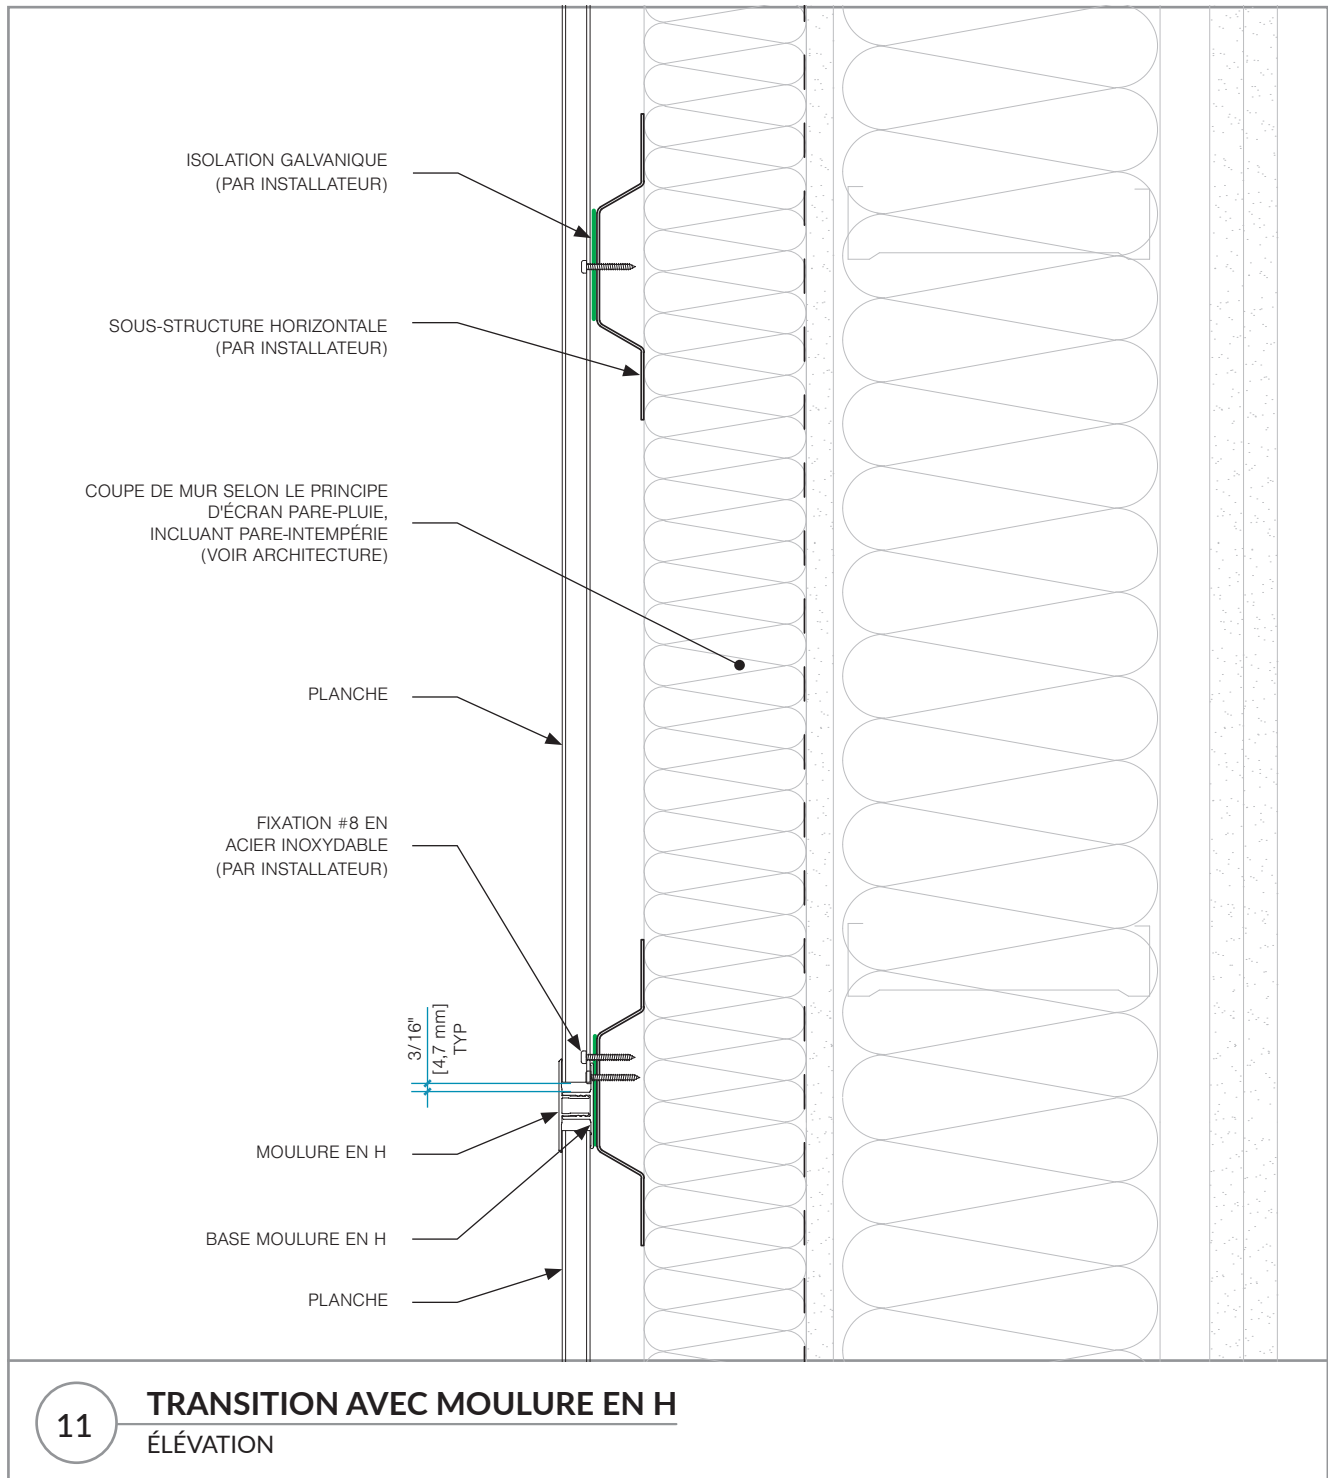 ISOLATION GALVANIQUE
(PAR INSTALLATEUR)
SOUS-STRUCTURE HORIZONTALE
(PAR INSTALLATEUR)
COUPE DE MUR SELON LE PRINCIPE
D'ÉCRAN PARE-PLUIE,
INCLUANT PARE-INTEMPÉRIE
(VOIR ARCHITECTURE)
PLANCHE
FIXATION #8 EN
ACIER INOXYDABLE
(PAR INSTALLATEUR)
3/16"
[4,7 mm]
TYP
MOULURE EN H
BASE MOULURE EN H
PLANCHE
11
TRANSITION AVEC MOULURE EN H
ÉLÉVATION